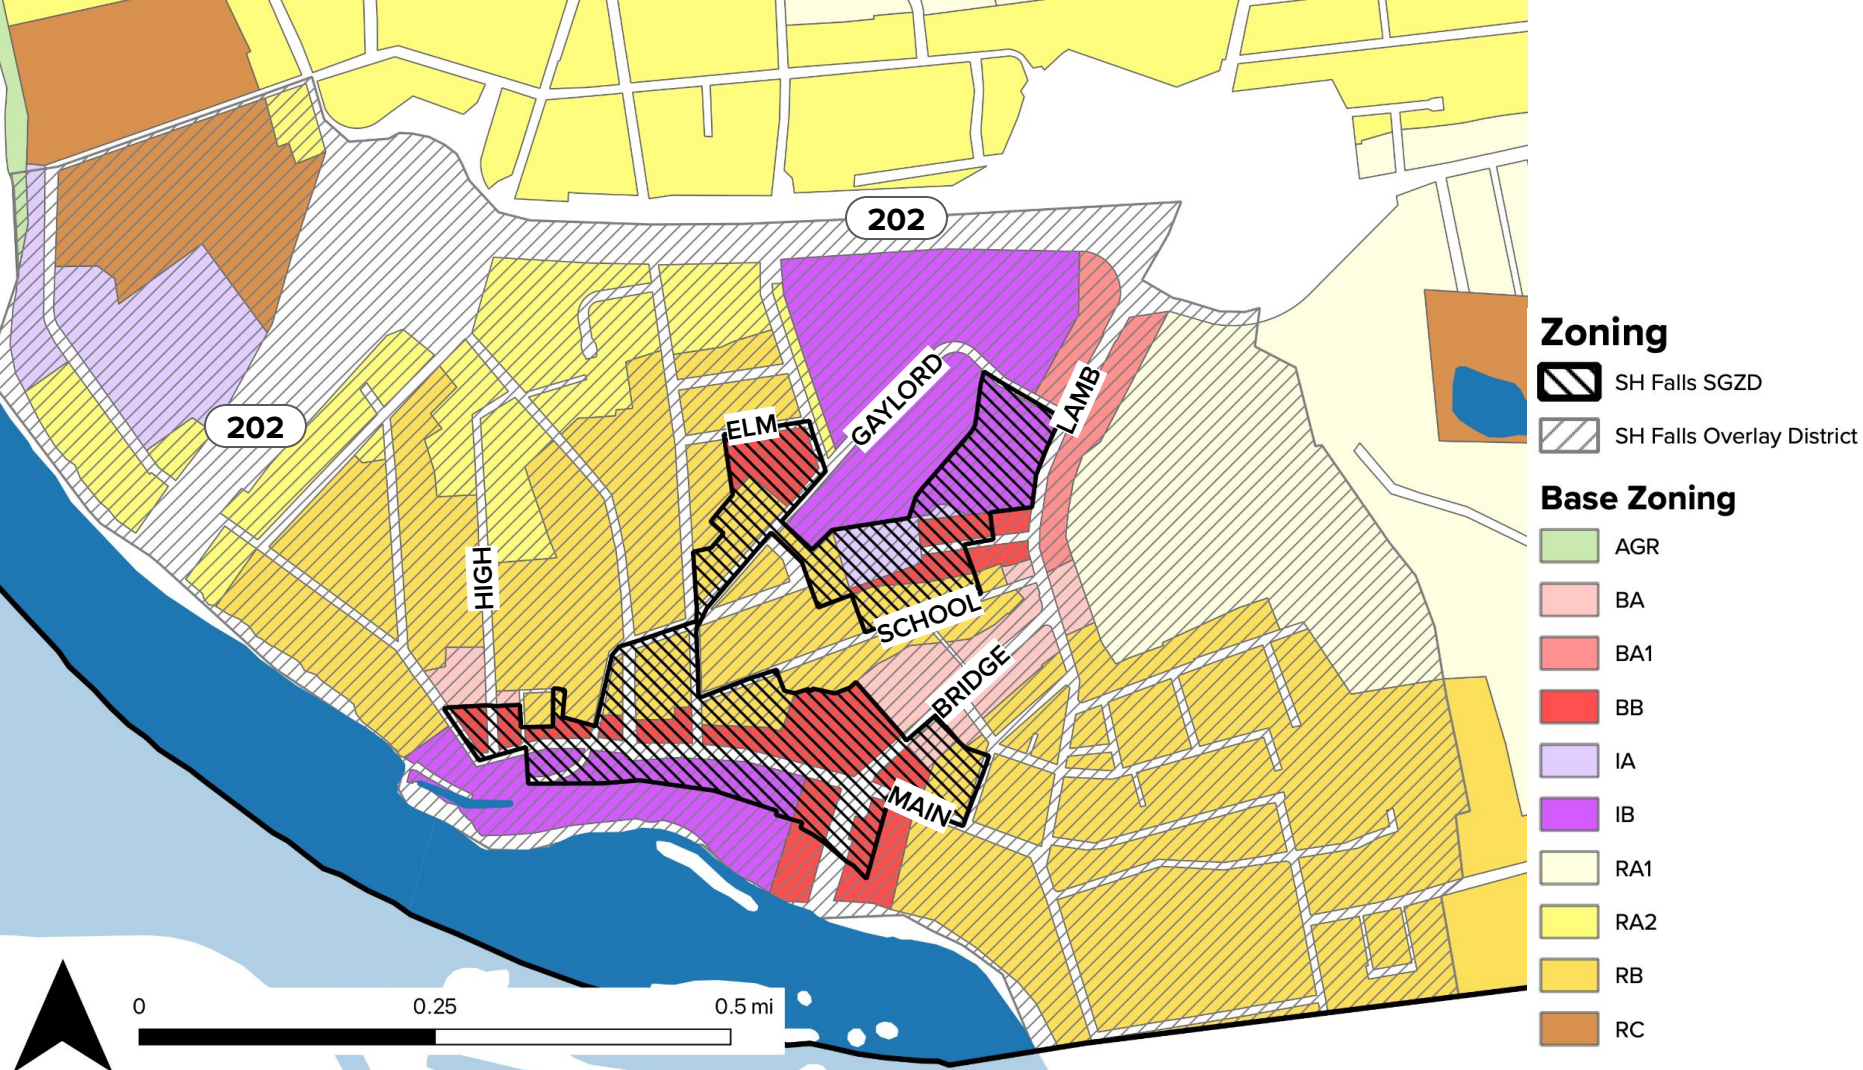 202
202
ELM
GAYLORD
LAMB
HIGH
SCHOOL
BRIDGE
MAIN
0 0.25 0.5 mi
Zoning
SH Falls SGZD
SH Falls Overlay District
Base Zoning
AGR
BA
BA1
BB
IA
IB
RA1
RA2
RB
RC